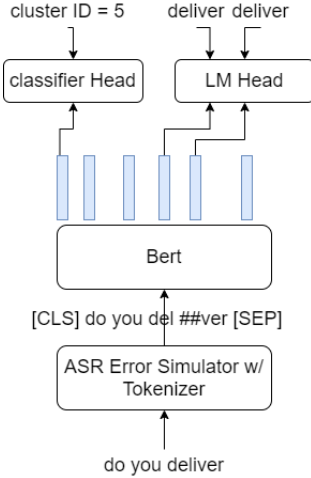 cluster ID = 5
deliver deliver
classifier Head
LM Head
Bert
[CLS] do you del ##ver [SEP]
ASR Error Simulator w/
Tokenizer
do you deliver